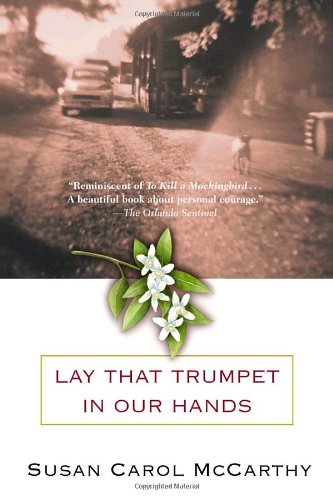 "Reminiscent of To Kill a Mockingbird . . .
A beautiful book about personal courage."
—The Orlando Sentinel
LAY THAT TRUMPET
IN OUR HANDS
SUSAN CAROL MCCARTHY